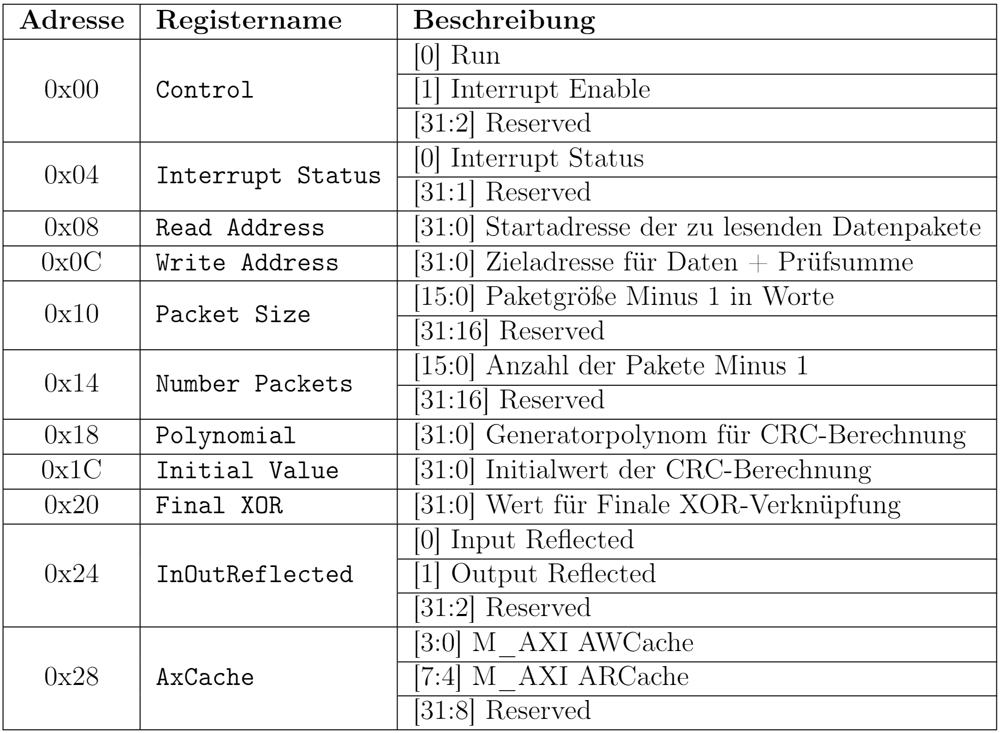 Adresse Registername Beschreibung
[0] Run
0x00 Control [1] Interrupt Enable
[31:2] Reserved
[0] Interrupt Status
0x04 Interrupt Status
[31:1] Reserved
0x08 Read Address [31:0] Startadresse der zu lesenden Datenpakete
0x0C Write Address [31:0] Zieladresse für Daten + Prüfsumme
[15:0] Paketgröße Minus 1 in Worte
0x10 Packet Size
[31:16] Reserved
[15:0] Anzahl der Pakete Minus 1
0x14 Number Packets
[31:16] Reserved
0x18 Polynomial [31:0] Generatorpolynom für CRC-Berechnung
0x1C Initial Value [31:0] Initialwert der CRC-Berechnung
0x20 Final XOR [31:0] Wert für Finale XOR-Verknüpfung
[0] Input Reflected
0x24 InOutReflected [1] Output Reflected
[31:2] Reserved
[3:0] M_AXI AWCache
0x28 AxCache [7:4] M_AXI ARCache
[31:8] Reserved